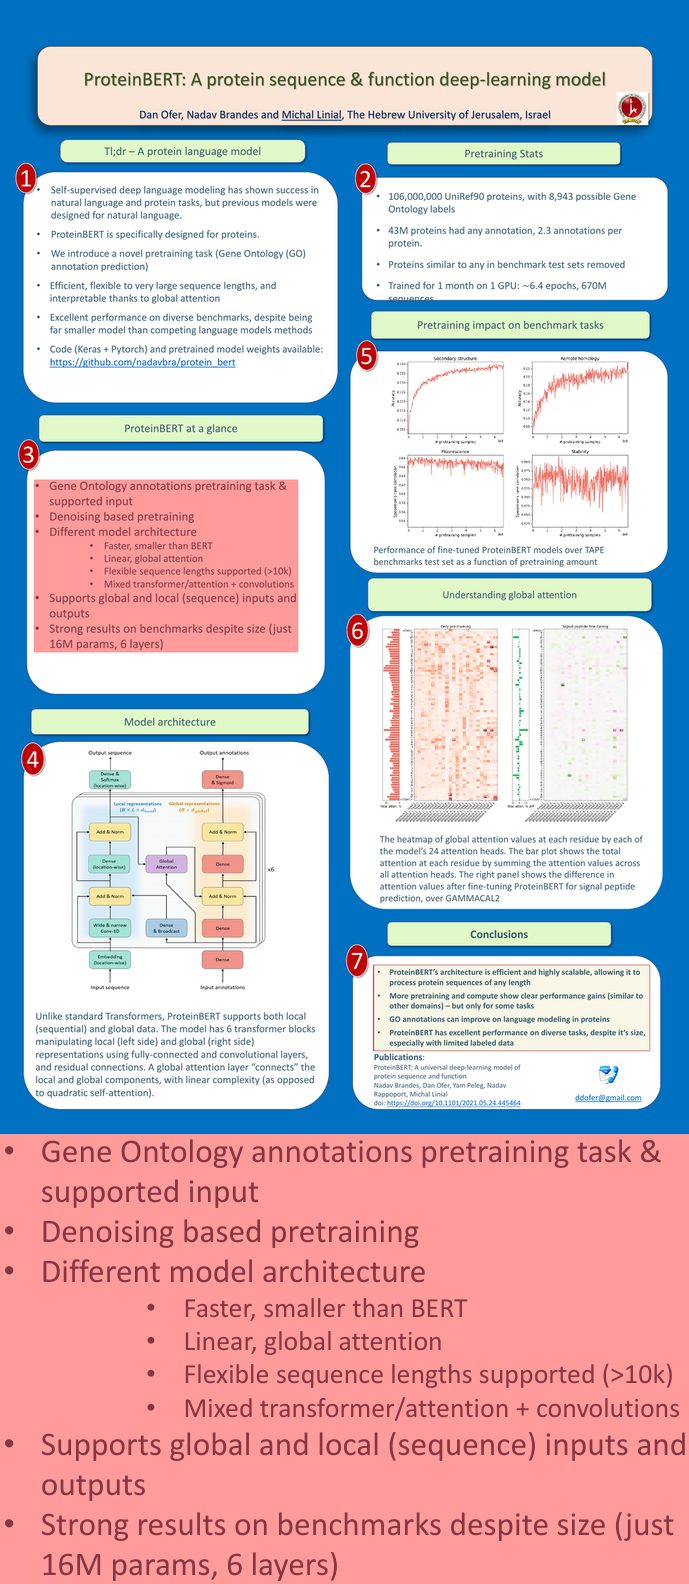 ProteinBERT: A protein sequence & function deep-learning model
Dan Ofer, Nadav Brandes and Michal Linial, The Hebrew University of Jerusalem, Israel
Tl;dr – A protein language model
1
• Self-supervised deep language modeling has shown success in
natural language and protein tasks, but previous models were
designed for natural language.
• ProteinBERT is specifically designed for proteins.
• We introduce a novel pretraining task (Gene Ontology (GO)
annotation prediction)
• Efficient, flexible to very large sequence lengths, and
interpretable thanks to global attention
• Excellent performance on diverse benchmarks, despite being
far smaller model than competing language models methods
• Code (Keras + Pytorch) and pretrained model weights available:
https://github.com/nadavbra/protein_bert
Pretraining Stats
2
• 106,000,000 UniRef90 proteins, with 8,943 possible Gene
Ontology labels
• 43M proteins had any annotation, 2.3 annotations per
protein.
• Proteins similar to any in benchmark test sets removed
• Trained for 1 month on 1 GPU: ~6.4 epochs, 670M
sequences
ProteinBERT at a glance
3
• Gene Ontology annotations pretraining task &
supported input
• Denoising based pretraining
• Different model architecture
• Faster, smaller than BERT
• Linear, global attention
• Flexible sequence lengths supported (>10k)
• Mixed transformer/attention + convolutions
• Supports global and local (sequence) inputs and
outputs
• Strong results on benchmarks despite size (just
16M params, 6 layers)
Model architecture
4
Output sequence
Output annotations
Dense &
Softmax
(location-wise)
Dense
& Sigmoid
Local representations
Global representations
Add & Norm
Add & Norm
Dense
(location-wise)
Global
Attention
Dense
x6
Add & Norm
Add & Norm
Wide & narrow
Conv-1D
Dense
& Broadcast
Dense
Embedding
(location-wise)
Dense
Input sequence
Input annotations
Unlike standard Transformers, ProteinBERT supports both local
(sequential) and global data. The model has 6 transformer blocks
manipulating local (left side) and global (right side)
representations using fully-connected and convolutional layers,
and residual connections. A global attention layer “connects” the
local and global components, with linear complexity (as opposed
to quadratic self-attention).
Pretraining impact on benchmark tasks
5
Secondary structure
Remote homology
Accuracy
Accuracy
# pretraining samples
# pretraining samples
Fluorescence
Stability
Spearman's rank correlation
Spearman's rank correlation
# pretraining samples
# pretraining samples
Performance of fine-tuned ProteinBERT models over TAPE
benchmarks test set as a function of pretraining amount
Understanding global attention
6
Only pre-training
Signal peptide fine-tuning
The heatmap of global attention values at each residue by each of
the model’s 24 attention heads. The bar plot shows the total
attention at each residue by summing the attention values across
all attention heads. The right panel shows the difference in
attention values after fine-tuning ProteinBERT for signal peptide
prediction, over GAMMACAL2
Conclusions
7
• ProteinBERT’s architecture is efficient and highly scalable, allowing it to
process protein sequences of any length
• More pretraining and compute show clear performance gains (similar to
other domains) – but only for some tasks
• GO annotations can improve on language modeling in proteins
• ProteinBERT has excellent performance on diverse tasks, despite it’s size,
especially with limited labeled data
Publications:
ProteinBERT: A universal deep-learning model of
protein sequence and function
Nadav Brandes, Dan Ofer, Yam Peleg, Nadav
Rappoport, Michal Linial
doi: https://doi.org/10.1101/2021.05.24.445464
ddofer@gmail.com
• Gene Ontology annotations pretraining task &
supported input
• Denoising based pretraining
• Different model architecture
• Faster, smaller than BERT
• Linear, global attention
• Flexible sequence lengths supported (>10k)
• Mixed transformer/attention + convolutions
• Supports global and local (sequence) inputs and
outputs
• Strong results on benchmarks despite size (just
16M params, 6 layers)